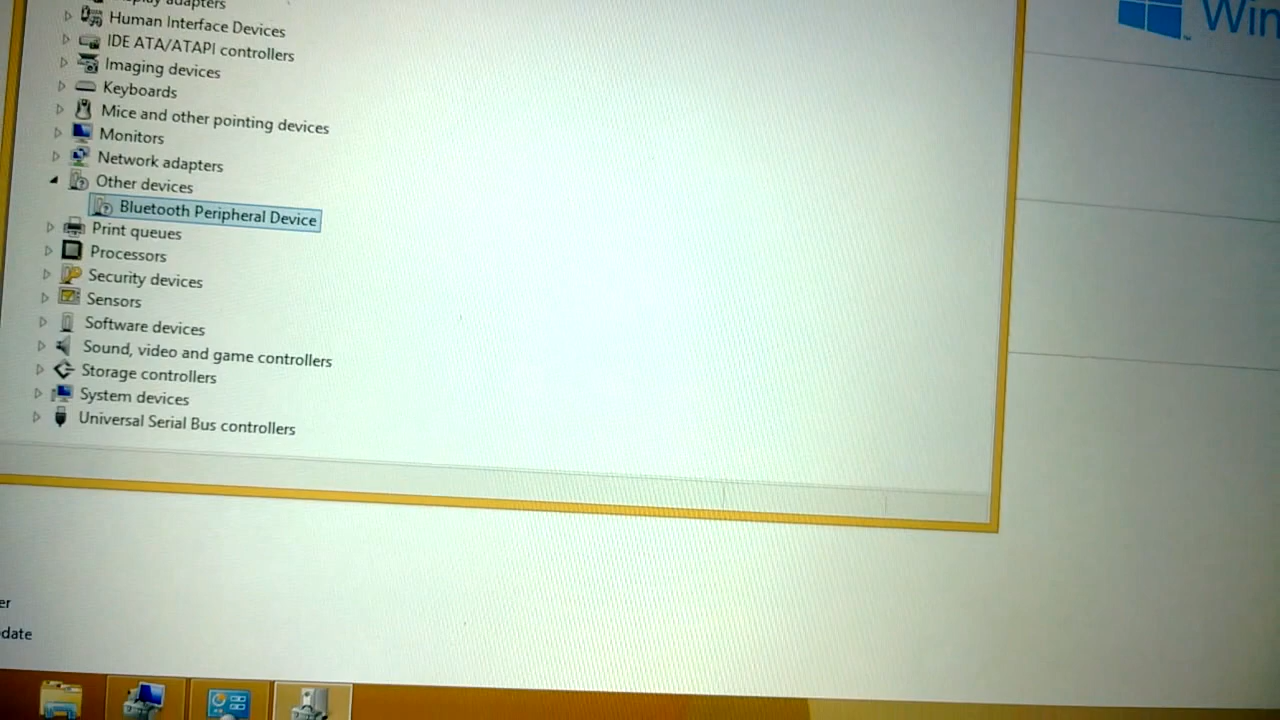 adapters
Human Interface Devices
IDE ATA/ATAPI controllers
Imaging devices
Keyboards
Mice and other pointing devices
Monitors
Network adapters
Other devices
Bluetooth Peripheral Device
Print queues
Processors
Security devices
Sensors
Software devices
Sound, video and game controllers
Storage controllers
System devices
Universal Serial Bus controllers
Win
er
date